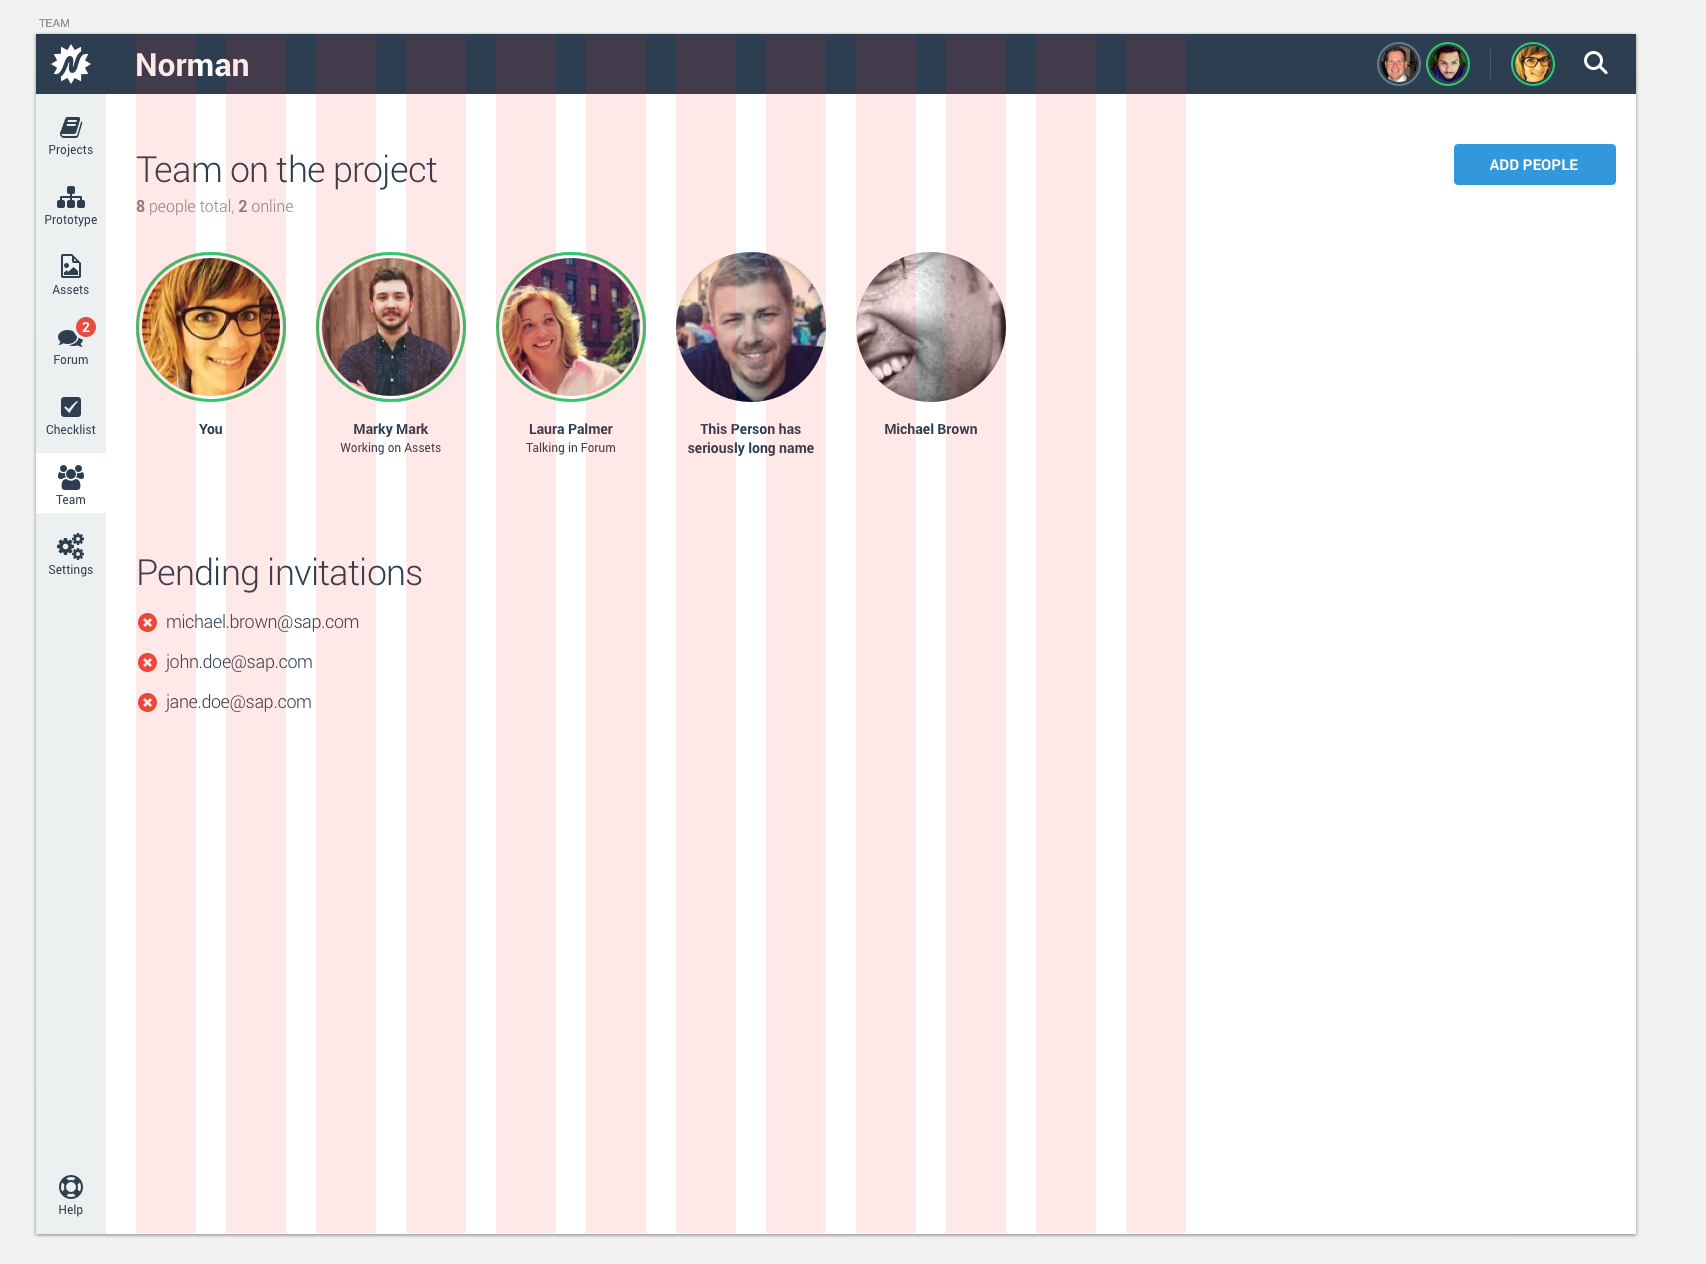 TEAM
Norman
Projects
Prototype
Assets
2
Forum
Checklist
Team
Settings
Help
Team on the project
ADD PEOPLE
8 people total, 2 online
You
Marky Mark
Working on Assets
Laura Palmer
Talking in Forum
This Person has
seriously long name
Michael Brown
Pending invitations
michael.brown@sap.com
john.doe@sap.com
jane.doe@sap.com